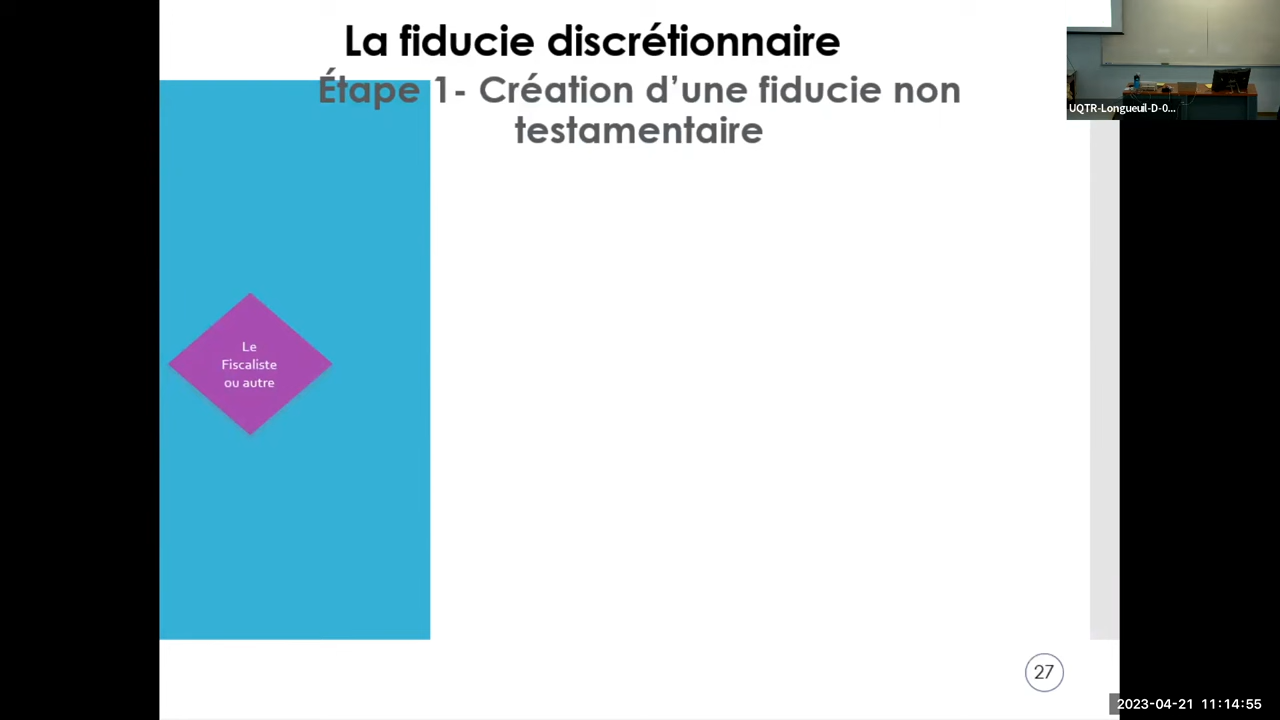 La fiducie discrétionnaire
Étape 1- Création d’une fiducie non
testamentaire
UQTR-Longueuil-D-0...
Le
Fiscaliste
ou autre
27
2023-04-21 11:14:55